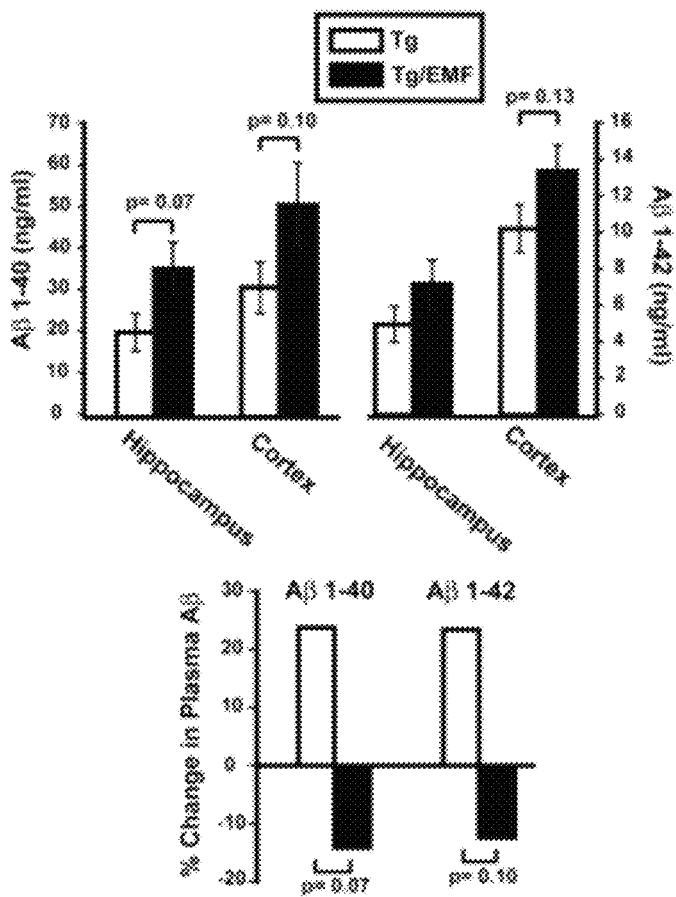 Tg
Tg/EMF
p= 0.07
p= 0.10
p= 0.13
Aβ 1-40 (ng/ml)
70
60
50
40
30
20
10
0
16
14
12
10
8
6
4
2
0
Aβ 1-42 (ng/ml)
Hippocampus
Cortex
Hippocampus
Cortex
% Change in Plasma Aβ
30
20
10
0
-10
-20
Aβ 1-40
Aβ 1-42
p= 0.07
p= 0.10